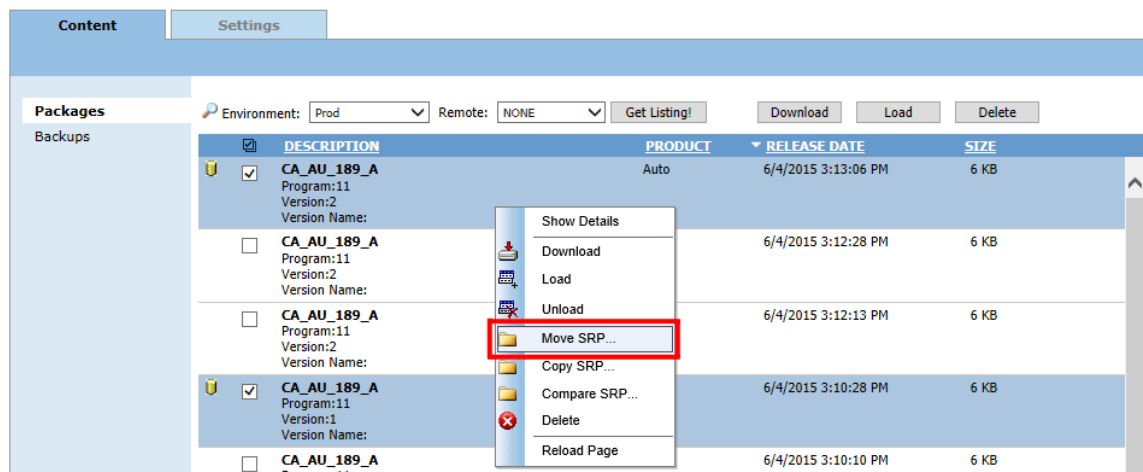 Content Settings
Packages
Backups
Environment: Prod Remote: NONE Get Listing! Download Load Delete
DESCRIPTION PRODUCT RELEASE DATE SIZE
CA_AU_189_A Auto 6/4/2015 3:13:06 PM 6 KB
Program:11
Version:2
Version Name:
CA_AU_189_A 6/4/2015 3:12:28 PM 6 KB
Program:11
Version:2
Version Name:
CA_AU_189_A 6/4/2015 3:12:13 PM 6 KB
Program:11
Version:2
Version Name:
CA_AU_189_A 6/4/2015 3:10:28 PM 6 KB
Program:11
Version:1
Version Name:
CA_AU_189_A 6/4/2015 3:10:10 PM 6 KB
Show Details
Download
Load
Unload
Move SRP...
Copy SRP...
Compare SRP...
Delete
Reload Page